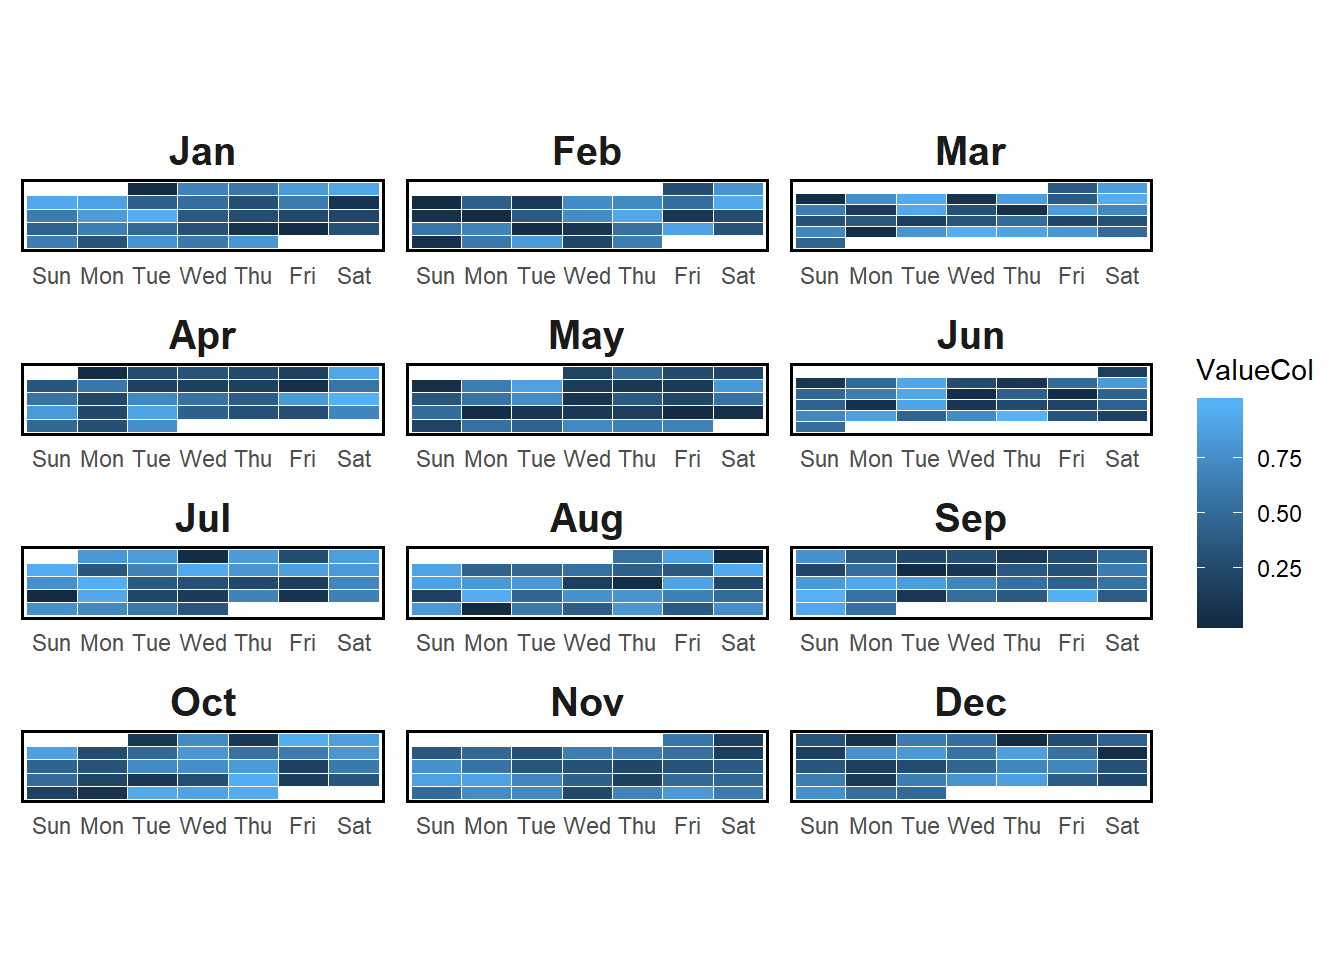 Jan Feb Mar
Sun Mon Tue Wed Thu Fri Sat Sun Mon Tue Wed Thu Fri Sat Sun Mon Tue Wed Thu Fri Sat
Apr May Jun
Sun Mon Tue Wed Thu Fri Sat Sun Mon Tue Wed Thu Fri Sat Sun Mon Tue Wed Thu Fri Sat
Jul Aug Sep
Sun Mon Tue Wed Thu Fri Sat Sun Mon Tue Wed Thu Fri Sat Sun Mon Tue Wed Thu Fri Sat
Oct Nov Dec
Sun Mon Tue Wed Thu Fri Sat Sun Mon Tue Wed Thu Fri Sat Sun Mon Tue Wed Thu Fri Sat
ValueCol
0.75
0.50
0.25